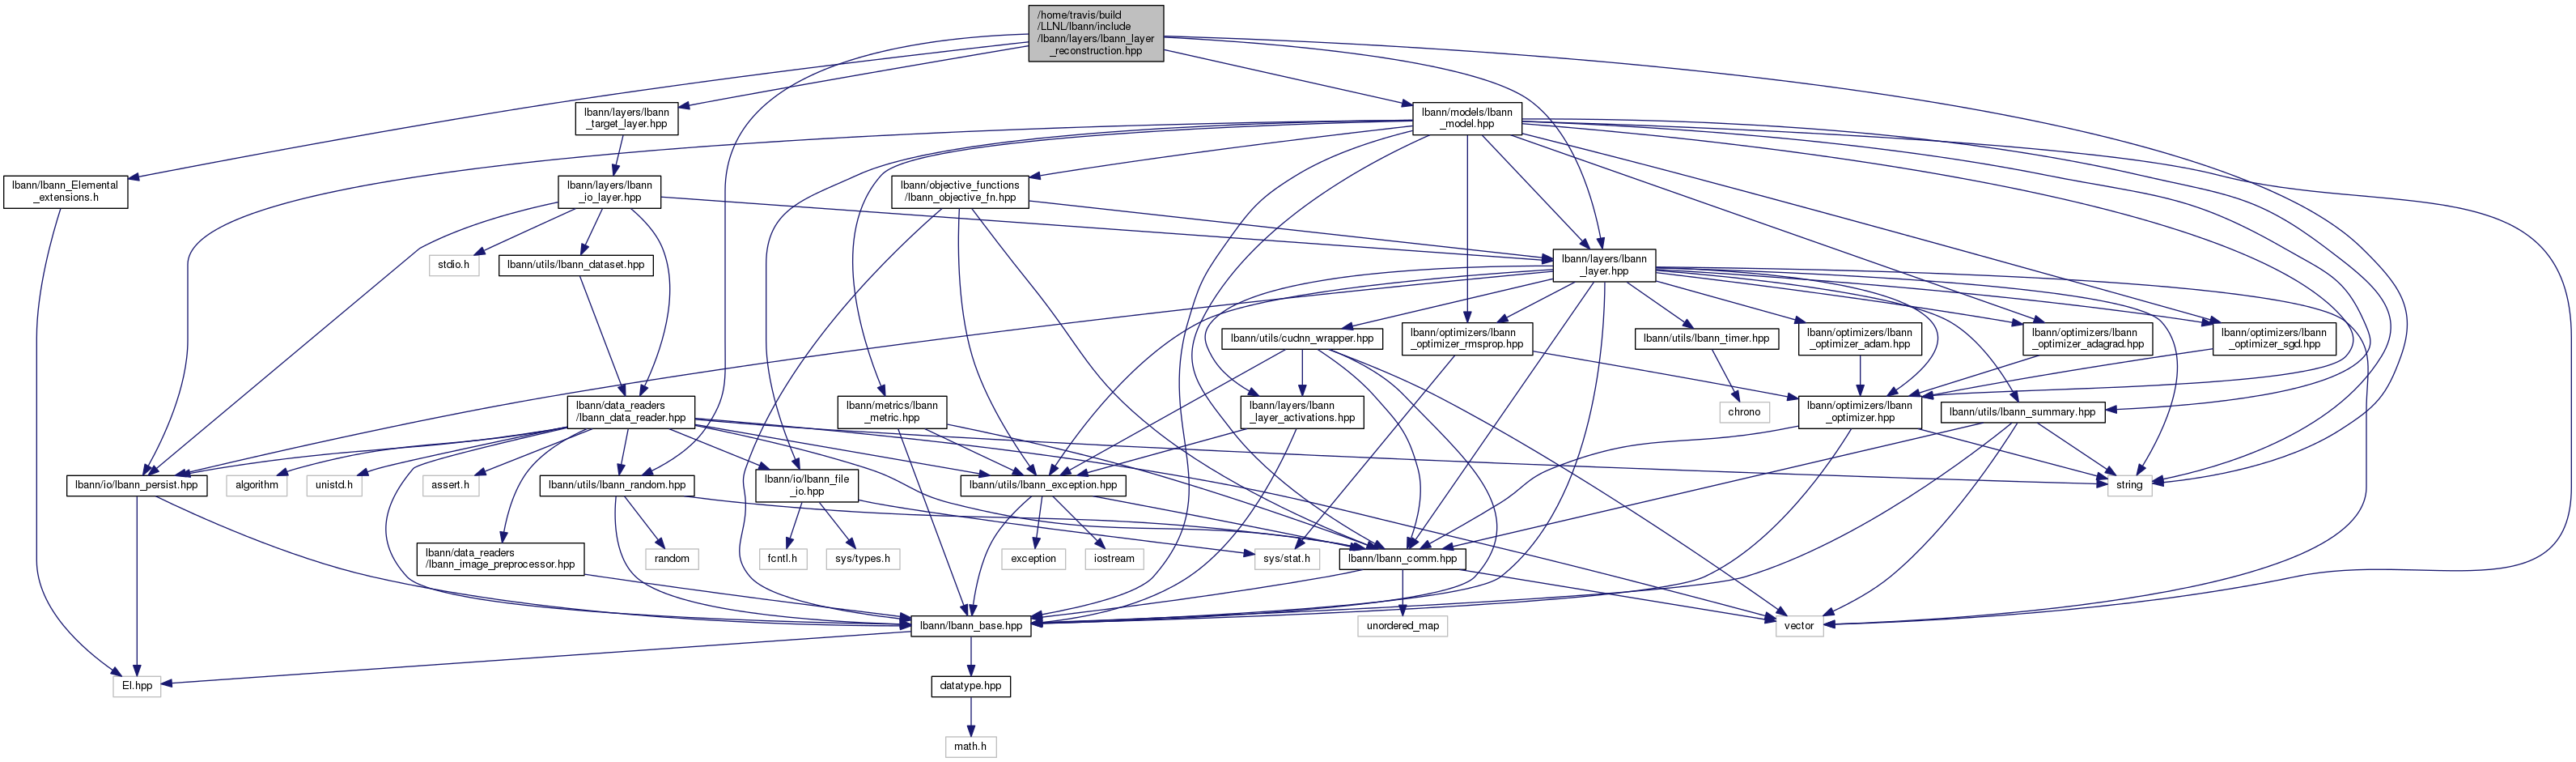 /home/travis/build
/LLNL/lbann/include
/lbann/layers/lbann_layer
_reconstruction.hpp
lbann/layers/lbann
_target_layer.hpp
lbann/models/lbann
_model.hpp
lbann/lbann_Elemental
_extensions.h
lbann/layers/lbann
_io_layer.hpp
lbann/objective_functions
/lbann_objective_fn.hpp
stdio.h
lbann/utils/lbann_dataset.hpp
lbann/layers/lbann
_layer.hpp
lbann/utils/cudnn_wrapper.hpp
lbann/optimizers/lbann
_optimizer_rmsprop.hpp
lbann/utils/lbann_timer.hpp
lbann/optimizers/lbann
_optimizer_adam.hpp
lbann/optimizers/lbann
_optimizer_adagrad.hpp
lbann/optimizers/lbann
_optimizer_sgd.hpp
lbann/data_readers
/lbann_data_reader.hpp
lbann/metrics/lbann
_metric.hpp
lbann/layers/lbann
_layer_activations.hpp
chrono
lbann/optimizers/lbann
_optimizer.hpp
lbann/utils/lbann_summary.hpp
lbann/io/lbann_persist.hpp
algorithm
unistd.h
assert.h
lbann/utils/lbann_random.hpp
lbann/io/lbann_file
_io.hpp
lbann/utils/lbann_exception.hpp
string
lbann/data_readers
/lbann_image_preprocessor.hpp
random
fcntl.h
sys/types.h
exception
iostream
sys/stat.h
lbann/lbann_comm.hpp
lbann/lbann_base.hpp
unordered_map
vector
El.hpp
datatype.hpp
math.h